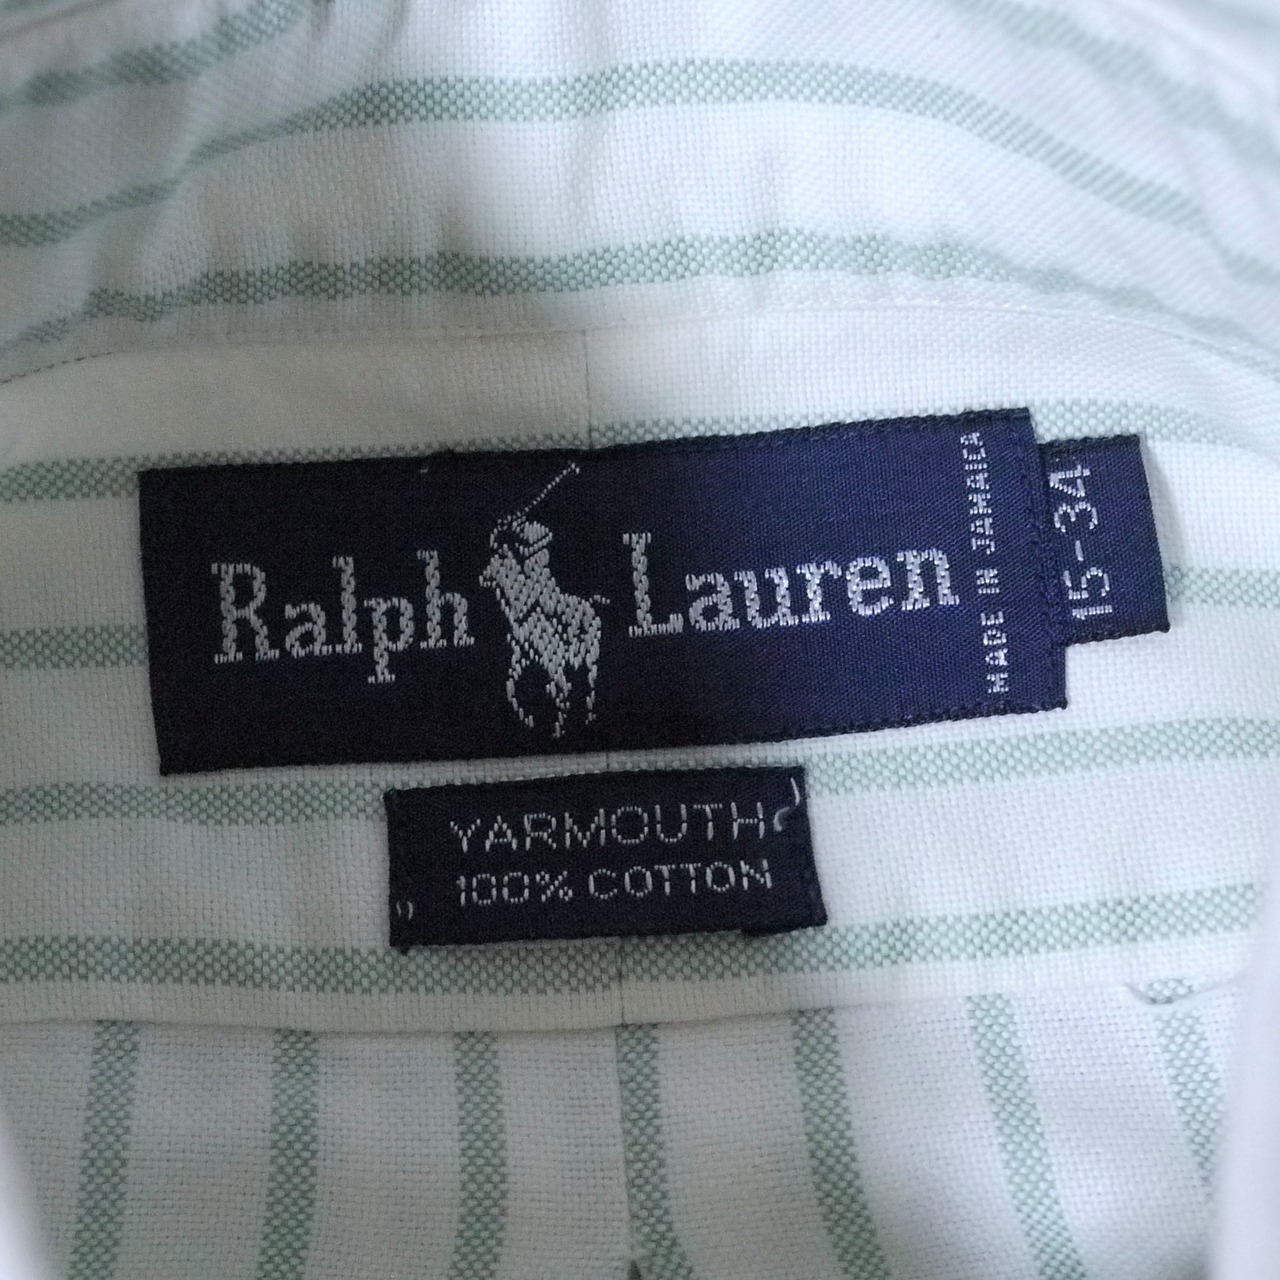 Ralph Lauren
MADE IN JAMAICA
15-34
YARMOUTH
100% COTTON